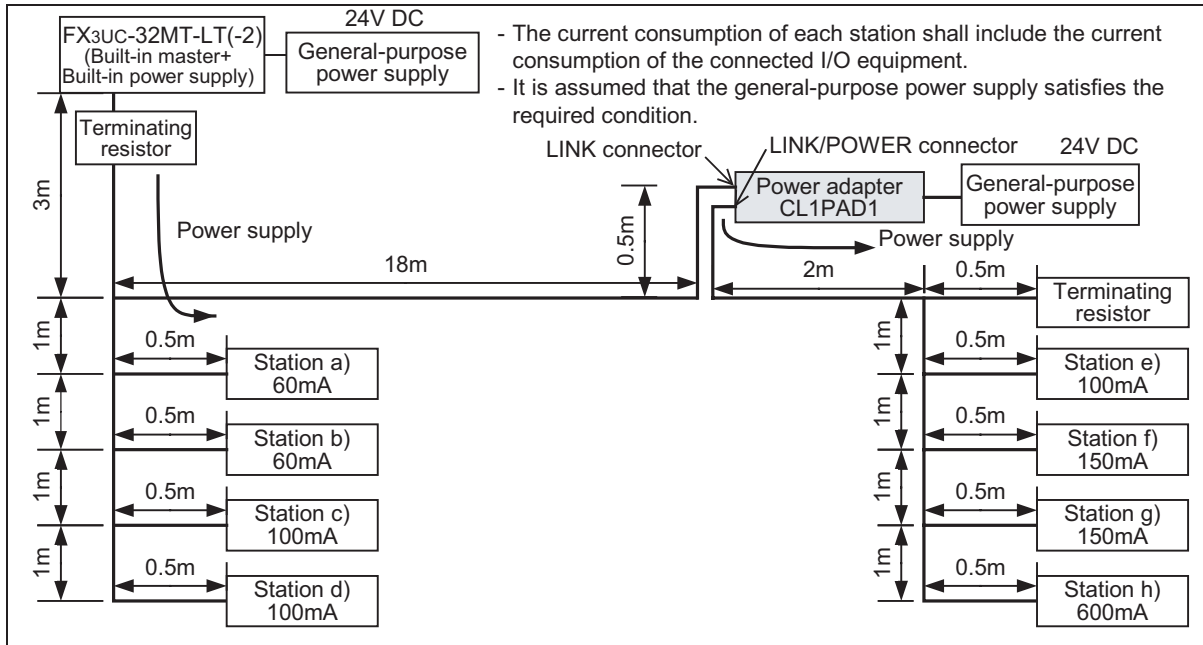 FX3UC-32MT-LT(-2)
(Built-in master+
Built-in power supply)
24V DC
General-purpose
power supply
- The current consumption of each station shall include the current
consumption of the connected I/O equipment.
- It is assumed that the general-purpose power supply satisfies the
required condition.
Terminating
resistor
3m
Power supply
LINK connector
LINK/POWER connector
24V DC
Power adapter
CL1PAD1
General-purpose
power supply
0.5m
Power supply
18m
2m
0.5m
Terminating
resistor
1m
0.5m
Station a)
60mA
1m
0.5m
Station b)
60mA
1m
0.5m
Station c)
100mA
1m
0.5m
Station d)
100mA
1m
0.5m
Station e)
100mA
1m
0.5m
Station f)
150mA
1m
0.5m
Station g)
150mA
1m
0.5m
Station h)
600mA